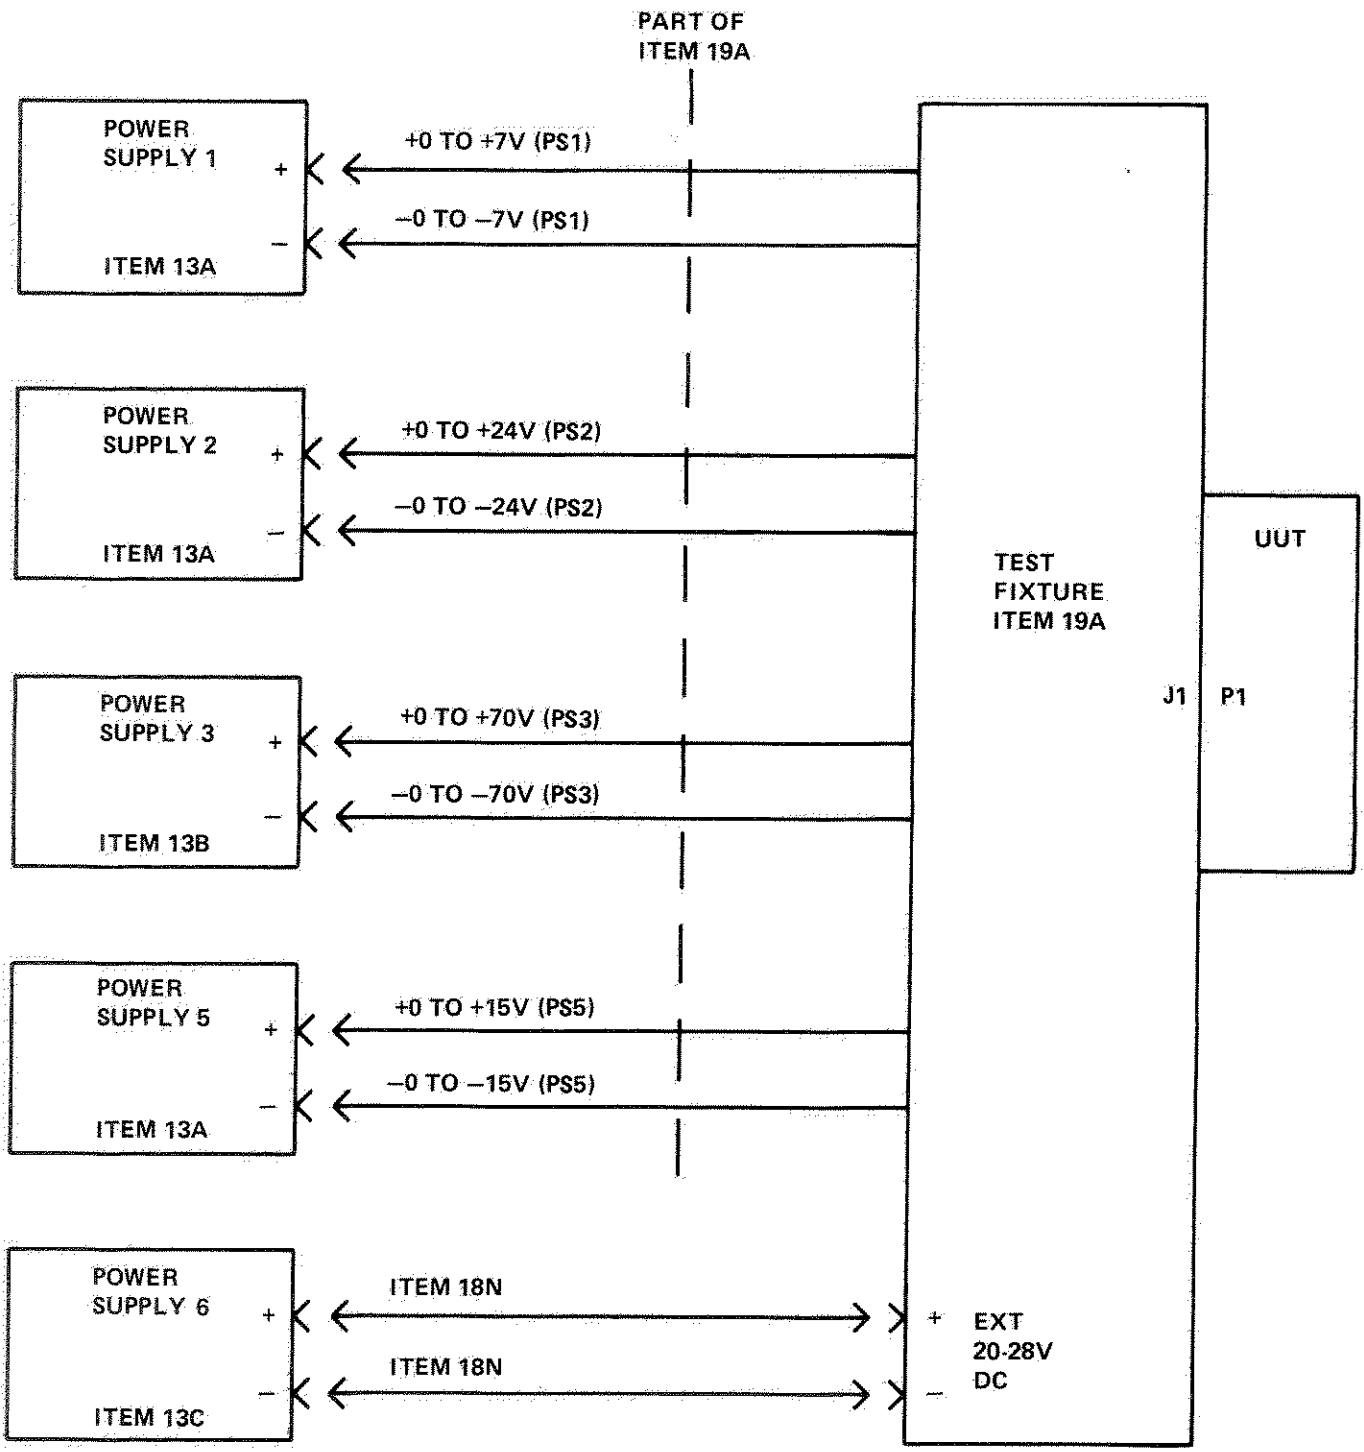 PART OF
ITEM 19A
POWER
SUPPLY 1
+
−
ITEM 13A
+0 TO +7V (PS1)
−0 TO −7V (PS1)
POWER
SUPPLY 2
+
−
ITEM 13A
+0 TO +24V (PS2)
−0 TO −24V (PS2)
POWER
SUPPLY 3
+
−
ITEM 13B
+0 TO +70V (PS3)
−0 TO −70V (PS3)
POWER
SUPPLY 5
+
−
ITEM 13A
+0 TO +15V (PS5)
−0 TO −15V (PS5)
POWER
SUPPLY 6
+
−
ITEM 13C
ITEM 18N
ITEM 18N
+
−
EXT
20-28V
DC
TEST
FIXTURE
ITEM 19A
J1
P1
UUT